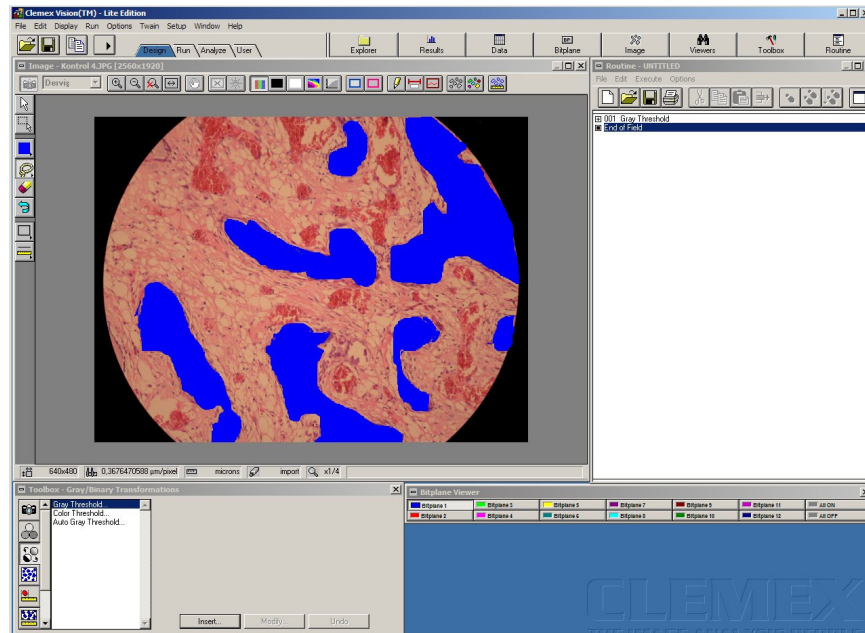 Clemex Vision(TM) - Lite Edition
File Edit Display Run Options Twain Setup Window Help
Design Run Analyze User Explorer Results Data Bitplane Image Viewers Toolbox Routine
Image - Kontrol 4.JPG [2560x1920]
Derviş
640x480 0,3676470588 µm/pixel microns import x1/4
Routine - UNTITLED
File Edit Execute Options
001 Gray Threshold
End of Field
Toolbox - Gray/Binary Transformations
Gray Threshold...
Color Threshold...
Auto Gray Threshold...
Insert... Modify... Undo
Bitplane Viewer
Bitplane 1 Bitplane 3 Bitplane 5 Bitplane 7 Bitplane 9 Bitplane 11 All ON
Bitplane 2 Bitplane 4 Bitplane 6 Bitplane 8 Bitplane 10 Bitplane 12 All OFF
CLEMEX